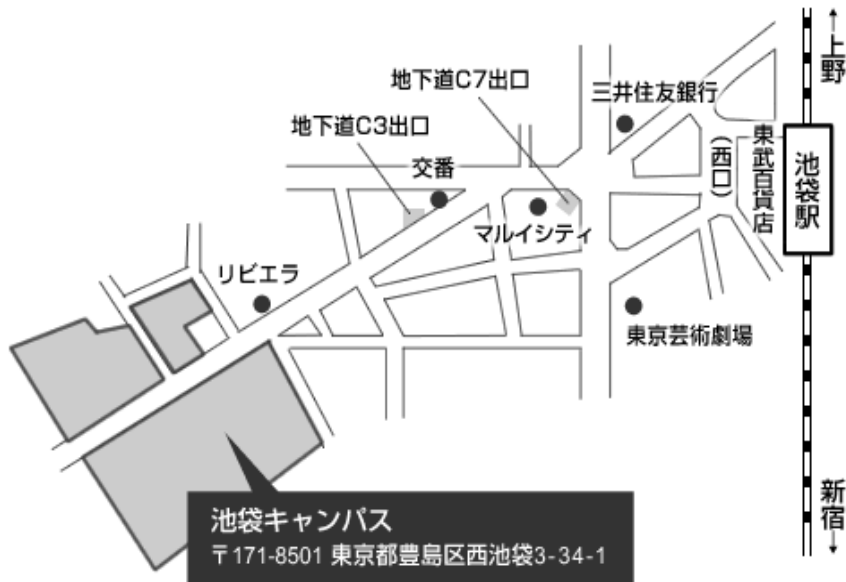 上野
地下道C7出口
三井住友銀行
地下道C3出口
東武百貨店
(西口)
池袋駅
交番
マルイシティ
リビエラ
東京芸術劇場
新宿
池袋キャンパス
〒171-8501 東京都豊島区西池袋3-34-1